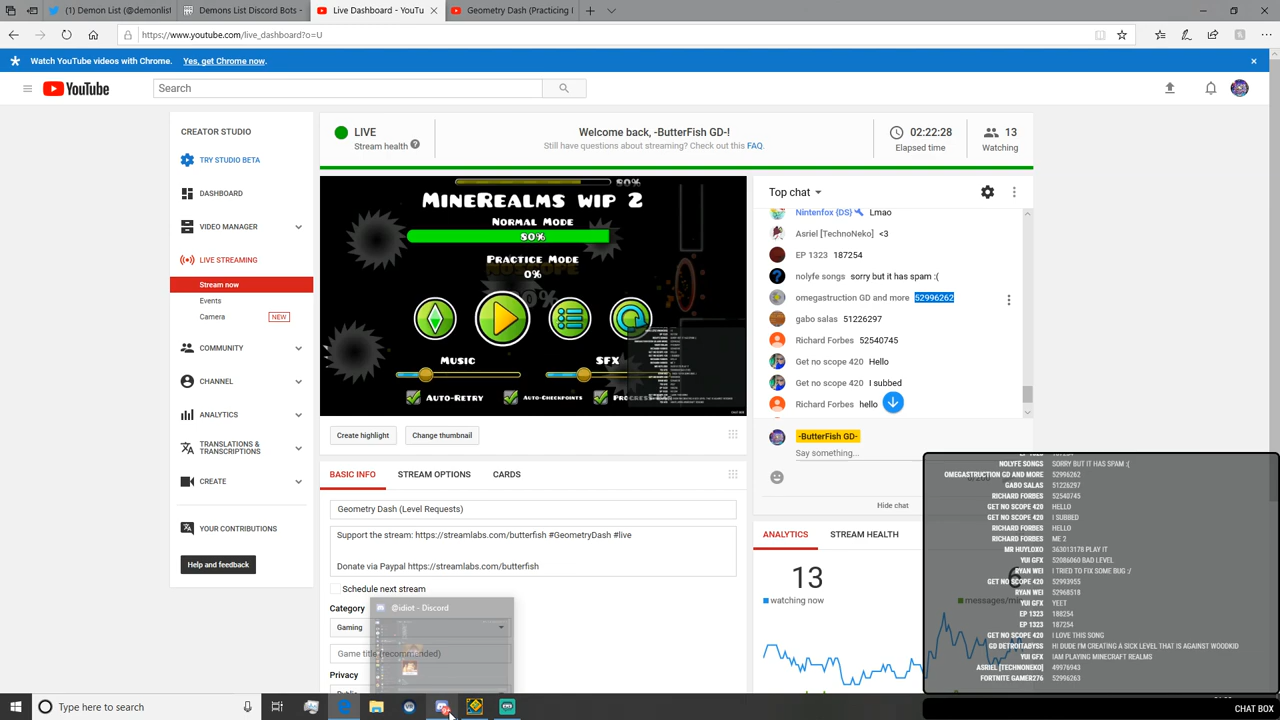 (1) Demon List (@demonlist
Demons List Discord Bots -
Live Dashboard - YouTu
Geometry Dash (Practicing I
https://www.youtube.com/live_dashboard?o=U
Watch YouTube videos with Chrome. Yes, get Chrome now.
YouTube
Search
CREATOR STUDIO
TRY STUDIO BETA
DASHBOARD
VIDEO MANAGER
LIVE STREAMING
Stream now
Events
Camera NEW
COMMUNITY
CHANNEL
ANALYTICS
TRANSLATIONS & TRANSCRIPTIONS
CREATE
YOUR CONTRIBUTIONS
Help and feedback
LIVE
Stream health
Welcome back, -ButterFish GD-!
Still have questions about streaming? Check out this FAQ.
02:22:28
Elapsed time
13
Watching
80%
MineRealms wip 2
Normal Mode
80%
Practice Mode
0%
Music
SFX
Auto-Retry
Auto-Checkpoints
Create highlight
Change thumbnail
BASIC INFO
STREAM OPTIONS
CARDS
Geometry Dash (Level Requests)
Support the stream: https://streamlabs.com/butterfish #GeometryDash #live
Donate via Paypal https://streamlabs.com/butterfish
Schedule next stream
Category
@idiot - Discord
Gaming
Game title (recommended)
Privacy
Top chat
Nintenfox {DS} Lmao
Asriel [TechnoNeko] <3
EP 1323 187254
nolyfe songs sorry but it has spam :(
omegastruction GD and more 52996262
gabo salas 51226297
Richard Forbes 52540745
Get no scope 420 Hello
Get no scope 420 I subbed
Richard Forbes hello
-ButterFish GD-
Say something...
Hide chat
ANALYTICS
STREAM HEALTH
13
watching now
6
NOLYFE SONGS SORRY BUT IT HAS SPAM :(
OMEGASTRUCTION GD AND MORE 52996262
GABO SALAS 51226297
RICHARD FORBES 52540745
GET NO SCOPE 420 HELLO
GET NO SCOPE 420 I SUBBED
RICHARD FORBES HELLO
RICHARD FORBES ME 2
MR HUYLOXO 363013178 PLAY IT
YUI GFX 52086060 BAD LEVEL
RYAN WEI I TRIED TO FIX SOME BUG :/
GET NO SCOPE 420 52993955
RYAN WEI 52968518
YUI GFX YEET
EP 1323 188254
EP 1323 187254
GET NO SCOPE 420 I LOVE THIS SONG
GD DETROITABYSS HI DUDE I'M CREATING A SICK LEVEL THAT IS AGAINST WOODKID
YUI GFX IAM PLAYING MINECRAFT REALMS
ASRIEL [TECHNONEKO] 49976943
FORTNITE GAMER276 52996263
CHAT BOX
Type here to search